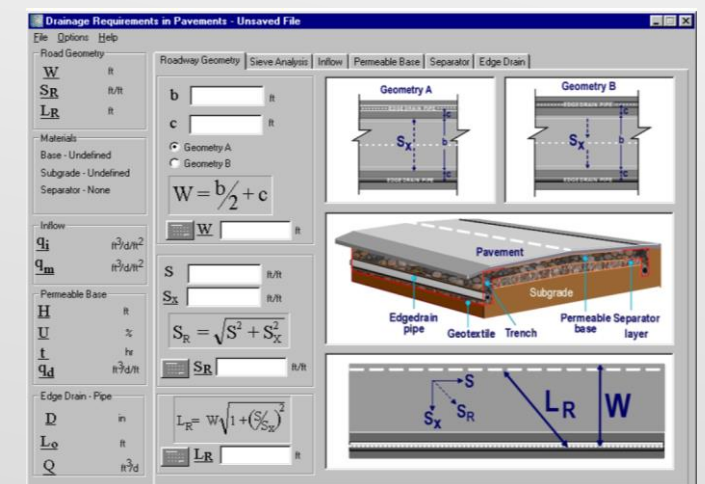 Drainage Requirements in Pavements - Unsaved File
File Options Help
Road Geometry
W ft
SR ft/ft
LR ft
Materials
Base - Undefined
Subgrade - Undefined
Separator - None
Inflow
qi ft³/d/ft²
qm ft³/d/ft²
Permeable Base
H ft
U %
t hr
qd ft³/d/ft
Edge Drain - Pipe
D in
Lo ft
Q ft³/d
Roadway Geometry Sieve Analysis Inflow Permeable Base Separator Edge Drain
b ft
c ft
Geometry A
Geometry B
W = b/2 + c
W ft
S ft/ft
Sx ft/ft
SR = √S² + SX²
SR ft/ft
LR = W√1 + (S/Sx)²
LR ft
Geometry A
EDGEDRAIN PIPE
c
Sx b
c
EDGEDRAIN PIPE
Geometry B
EDGEDRAIN PIPE
c
Sx b
c
EDGEDRAIN PIPE
Pavement
Subgrade
Edgedrain pipe
Geotextile
Trench
Permeable base
Separator layer
S
Sx SR
LR W